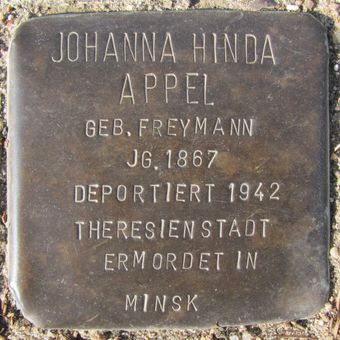 JOHANNA HINDA
APPEL
GEB. FREYMANN
JG. 1867
DEPORTIERT 1942
THERESIENSTADT
ERMORDET IN
MINSK